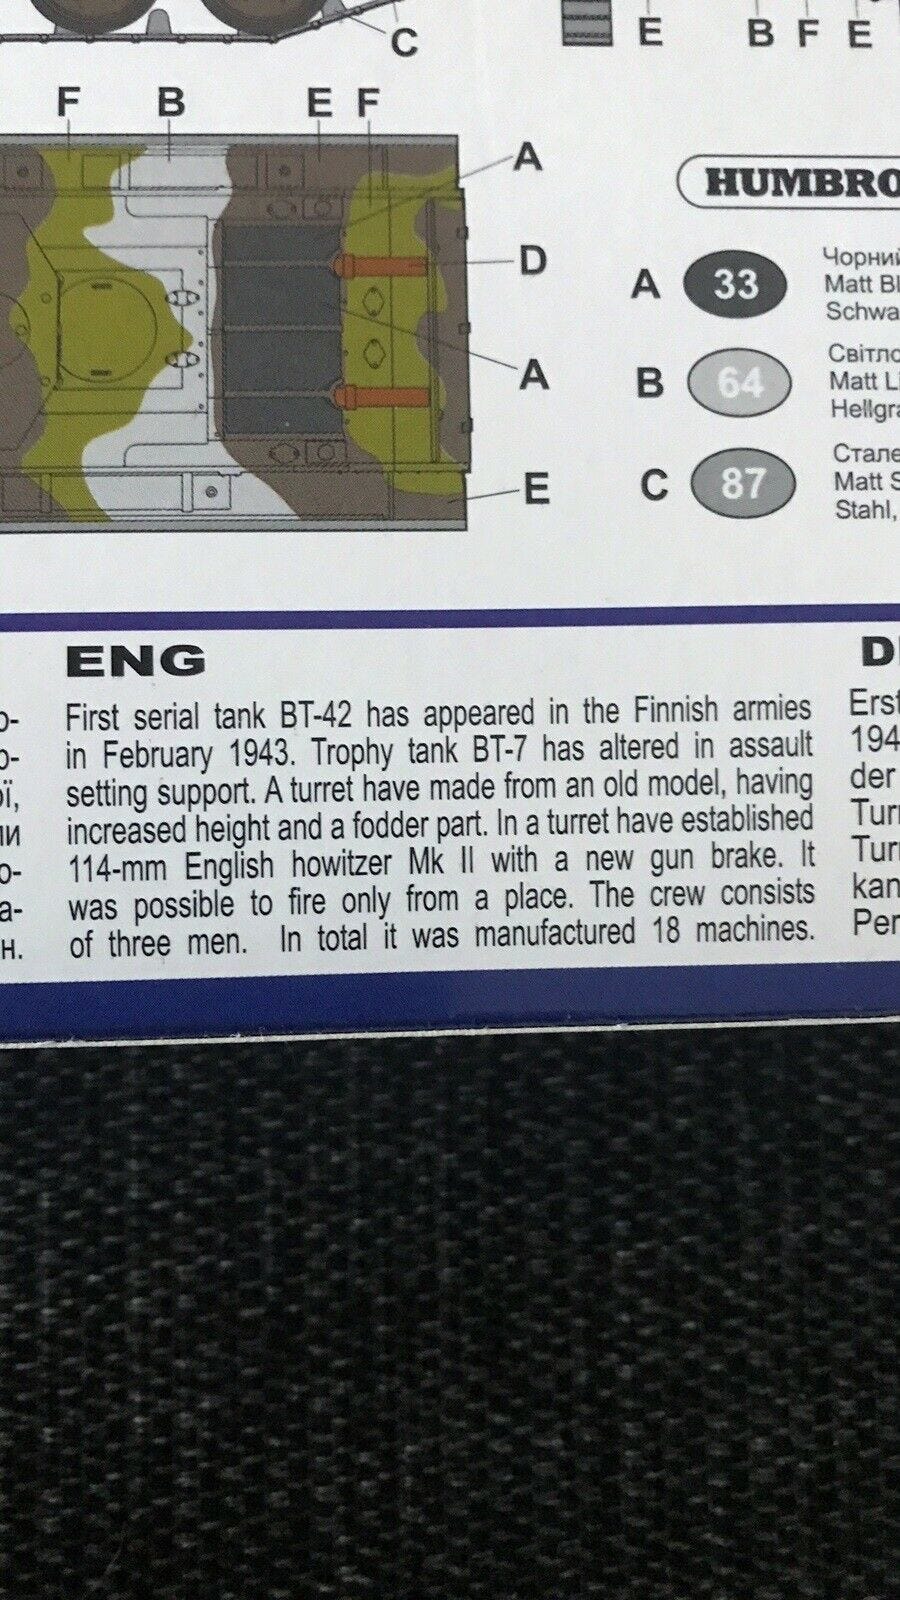 C
E B F E
F B E F
A
HUMBRO
D
A 33 Чорний
Matt Bl
Schwa
A
B 64 Світло
Matt Li
Hellgra
E
C 87 Стале
Matt S
Stahl,
ENG
First serial tank BT-42 has appeared in the Finnish armies
in February 1943. Trophy tank BT-7 has altered in assault
setting support. A turret have made from an old model, having
increased height and a fodder part. In a turret have established
114-mm English howitzer Mk II with a new gun brake. It
was possible to fire only from a place. The crew consists
of three men. In total it was manufactured 18 machines.
Erst
194
der
Turr
Turr
kan
Per